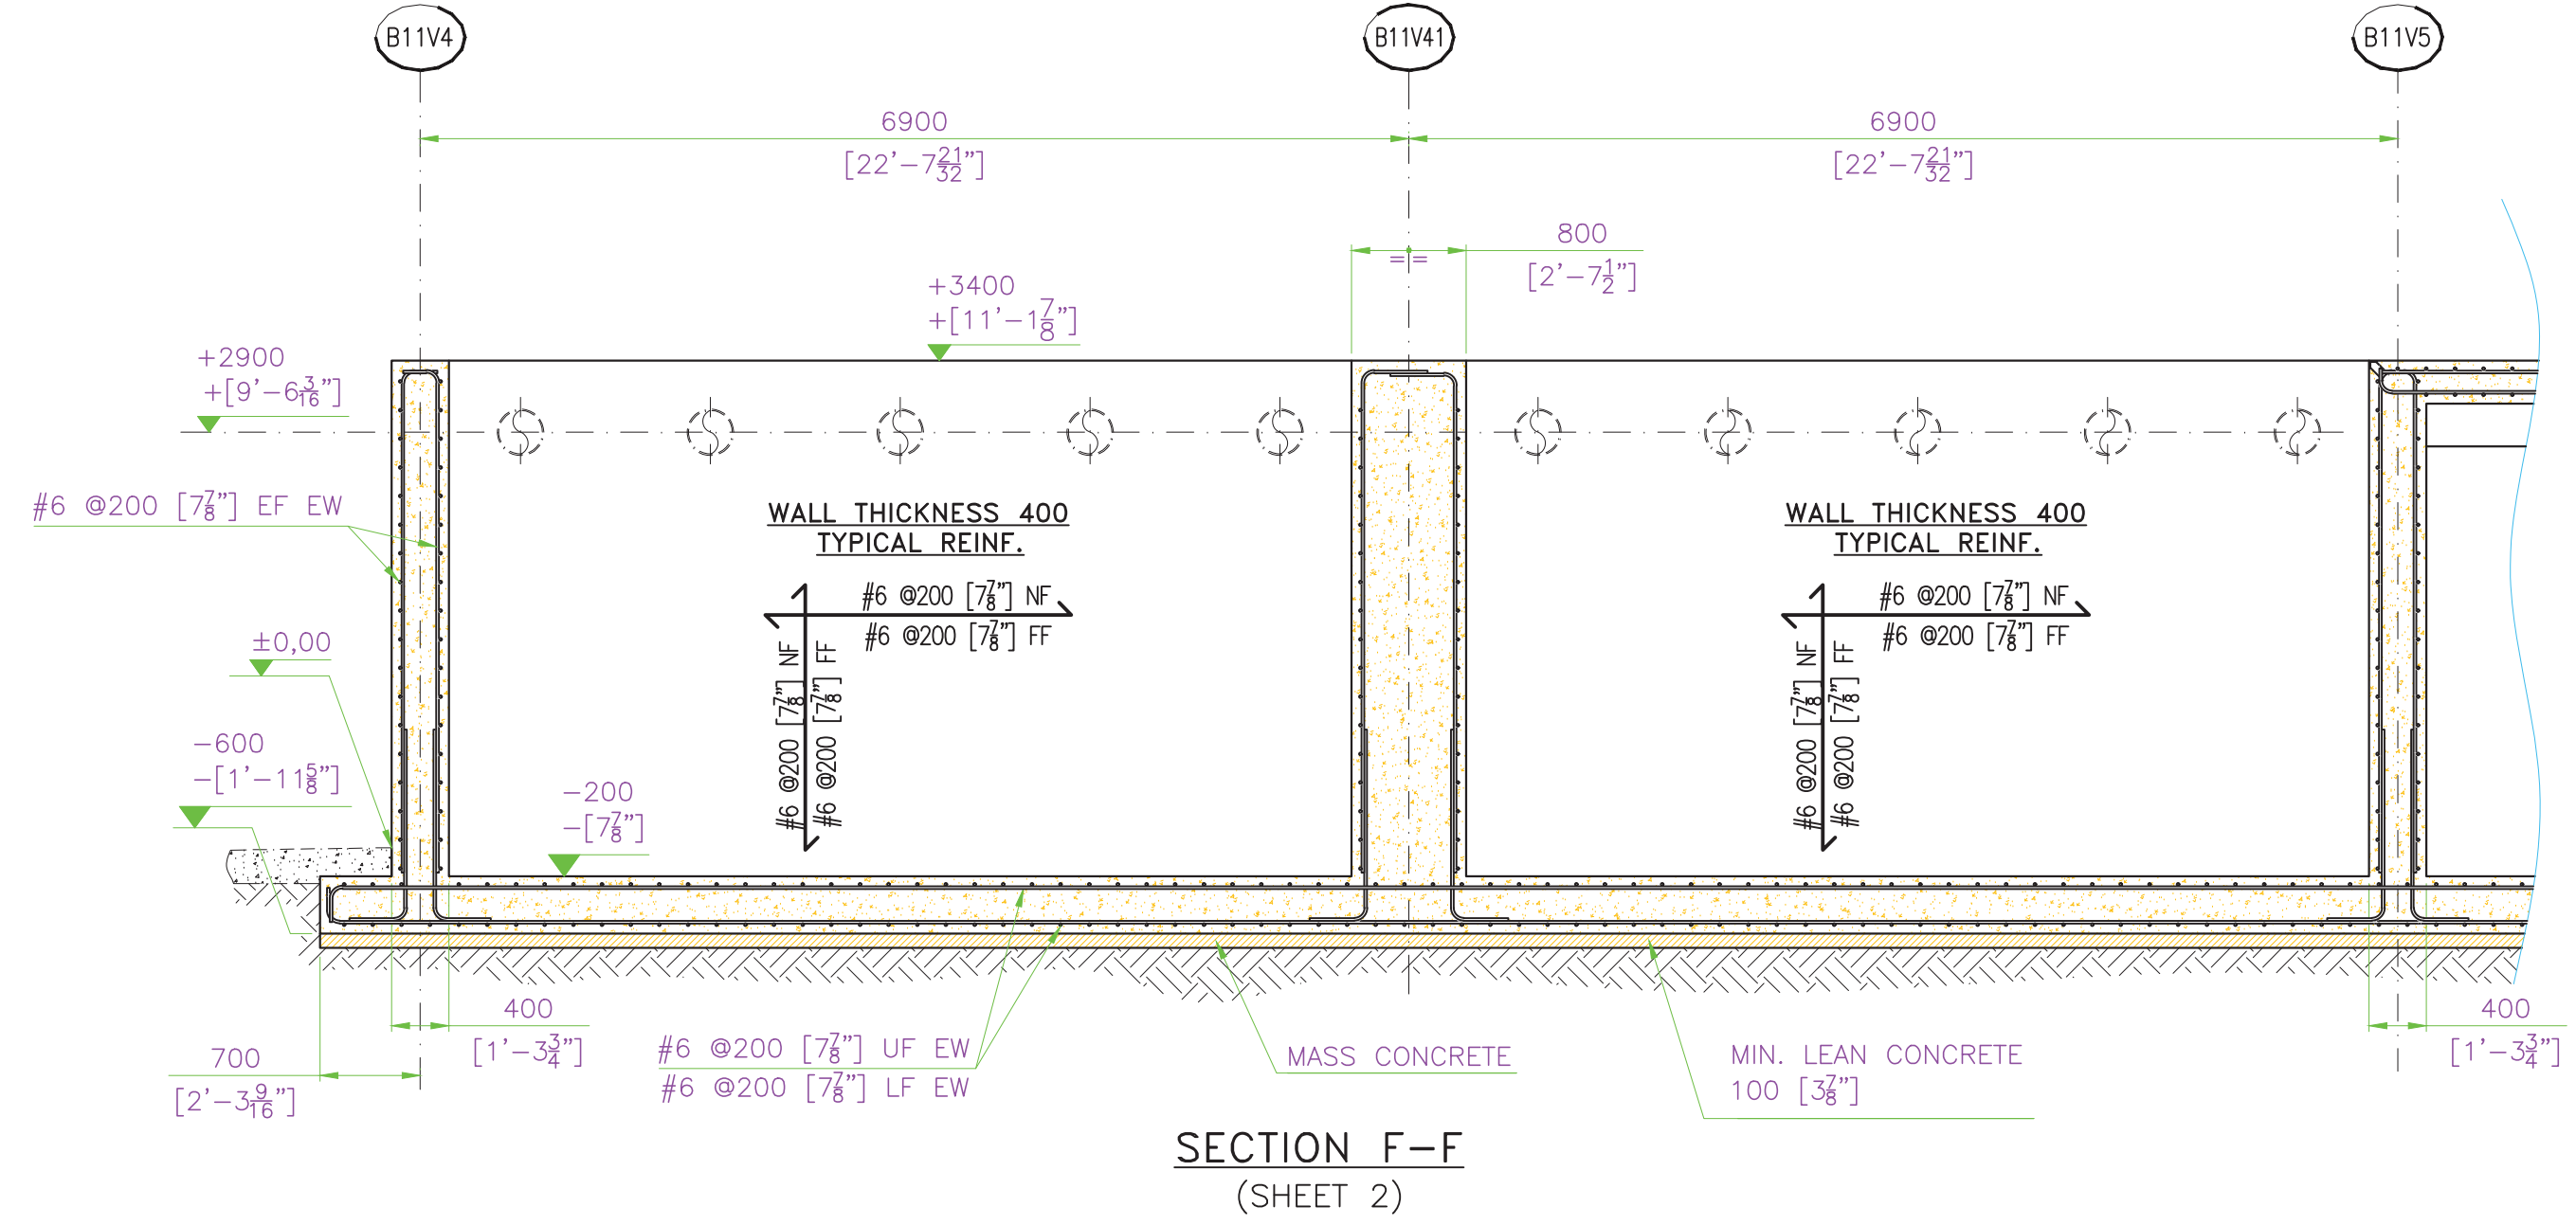 B11V4
B11V41
B11V5
6900
[22'-7 21/32"]
6900
[22'-7 21/32"]
800
[2'-7 1/2"]
==
+3400
+[11'-1 7/8"]
+2900
+[9'-6 3/16"]
#6 @200 [7 7/8"] EF EW
WALL THICKNESS 400
TYPICAL REINF.
#6 @200 [7 7/8"] NF
#6 @200 [7 7/8"] FF
#6 @200 [7 7/8"] NF
#6 @200 [7 7/8"] FF
WALL THICKNESS 400
TYPICAL REINF.
#6 @200 [7 7/8"] NF
#6 @200 [7 7/8"] FF
#6 @200 [7 7/8"] NF
#6 @200 [7 7/8"] FF
±0,00
-600
-[1'-11 5/8"]
-200
-[7 7/8"]
400
[1'-3 3/4"]
700
[2'-3 9/16"]
#6 @200 [7 7/8"] UF EW
#6 @200 [7 7/8"] LF EW
MASS CONCRETE
MIN. LEAN CONCRETE
100 [3 7/8"]
400
[1'-3 3/4"]
SECTION F-F
(SHEET 2)